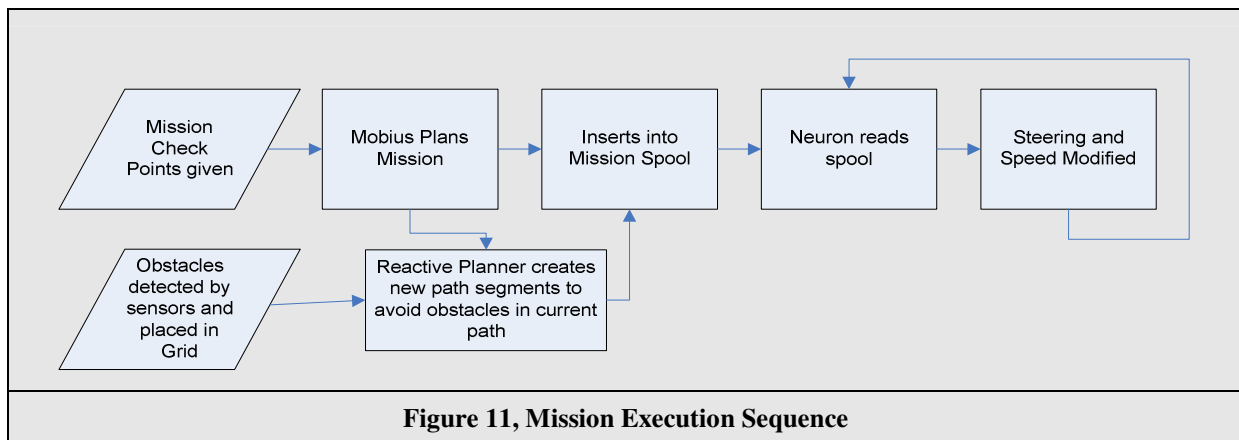 Mission
Check
Points given
Mobius Plans
Mission
Inserts into
Mission Spool
Neuron reads
spool
Steering and
Speed Modified
Obstacles
detected by
sensors and
placed in
Grid
Reactive Planner creates
new path segments to
avoid obstacles in current
path
Figure 11, Mission Execution Sequence